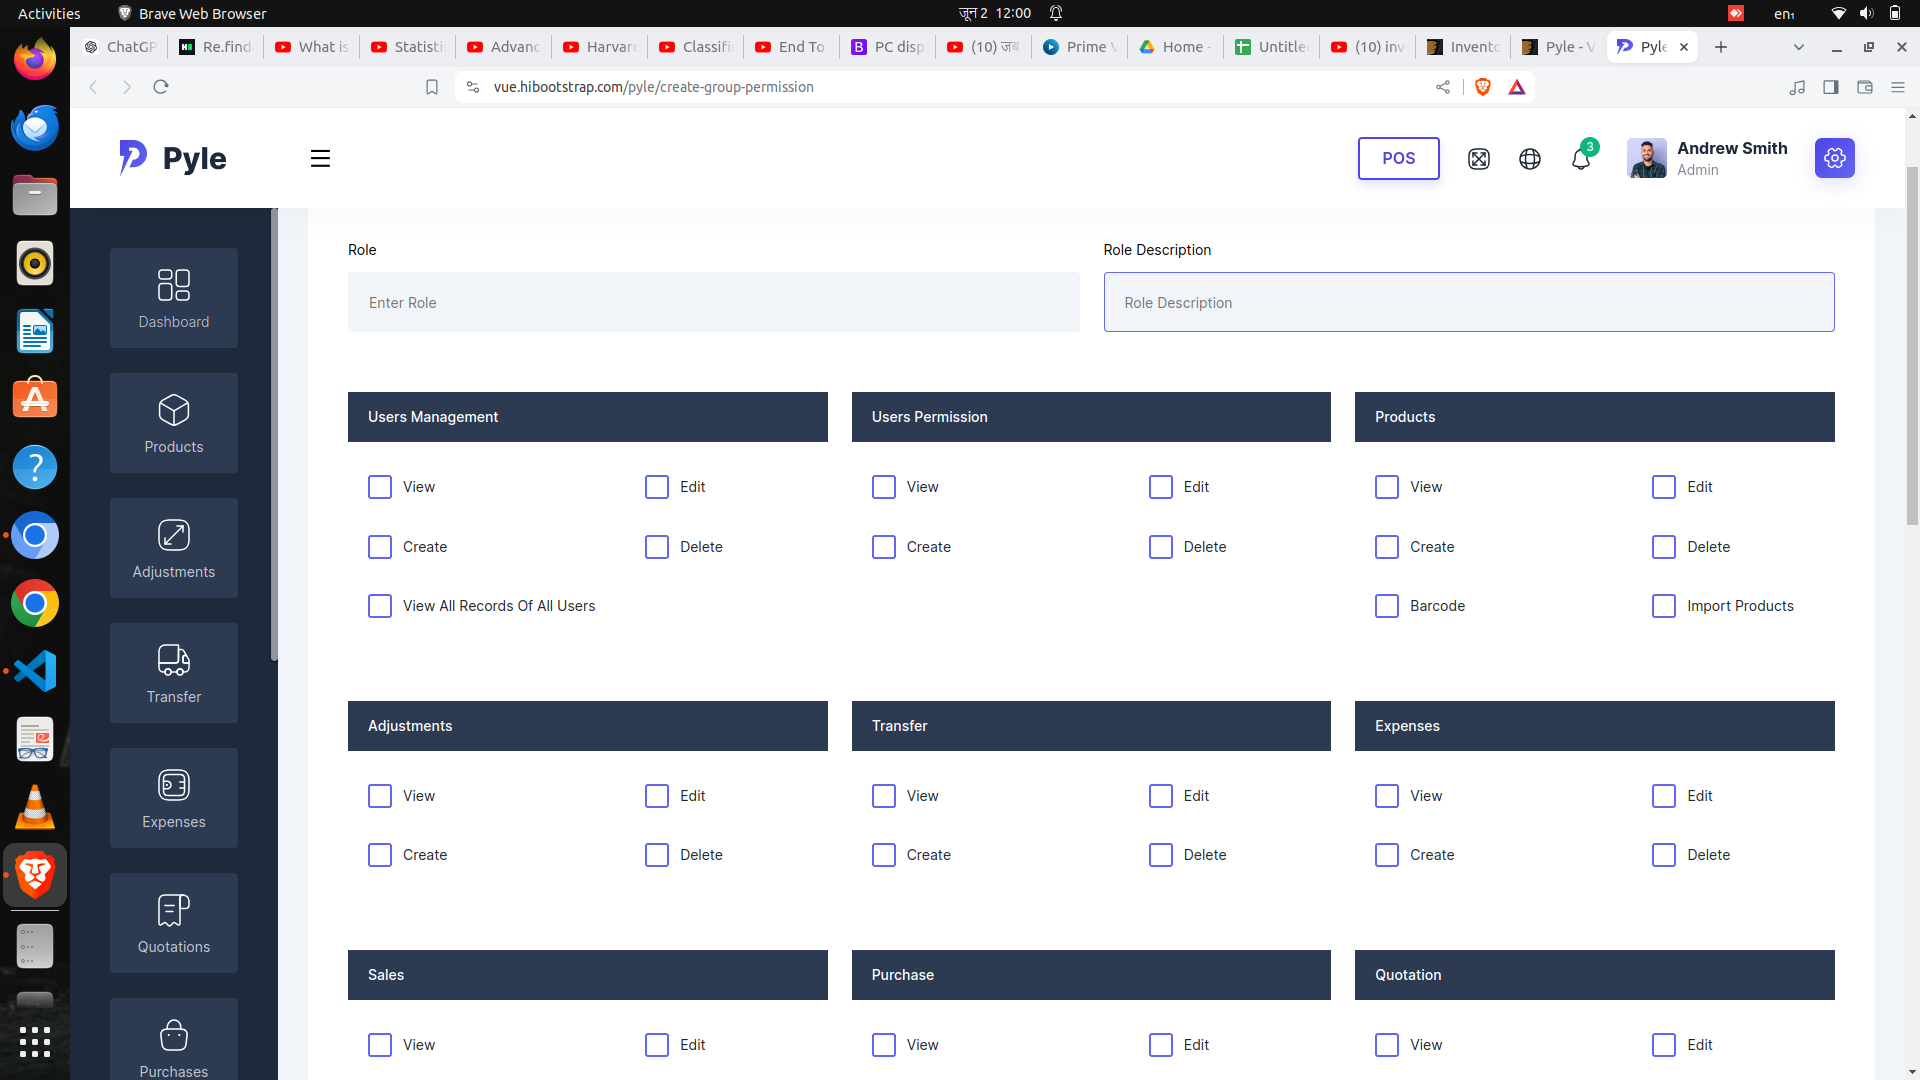 Activities Brave Web Browser जून 2 12:00 en₁
ChatGP Re.find What is Statisti Advanc Harvard Classifi End To PC disp (10) जब Prime V Home - Untitled (10) inv Invento Pyle - V Pyle
vue.hibootstrap.com/pyle/create-group-permission
Pyle POS 3 Andrew Smith
Admin
Dashboard
Products
Adjustments
Transfer
Expenses
Quotations
Purchases
Role Role Description
Enter Role Role Description
Users Management Users Permission Products
View Edit View Edit View Edit
Create Delete Create Delete Create Delete
View All Records Of All Users Barcode Import Products
Adjustments Transfer Expenses
View Edit View Edit View Edit
Create Delete Create Delete Create Delete
Sales Purchase Quotation
View Edit View Edit View Edit